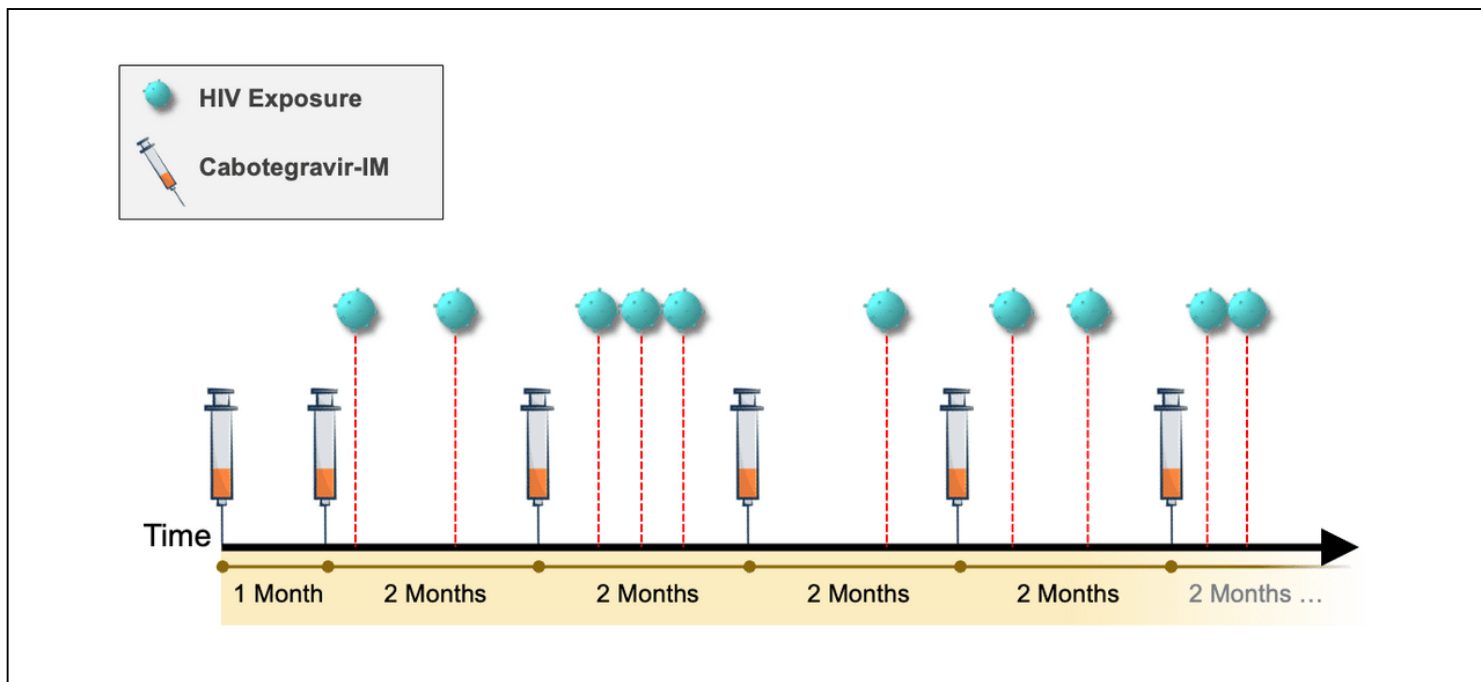 HIV Exposure
Cabotegravir-IM
Time
1 Month
2 Months
2 Months
2 Months
2 Months
2 Months ...